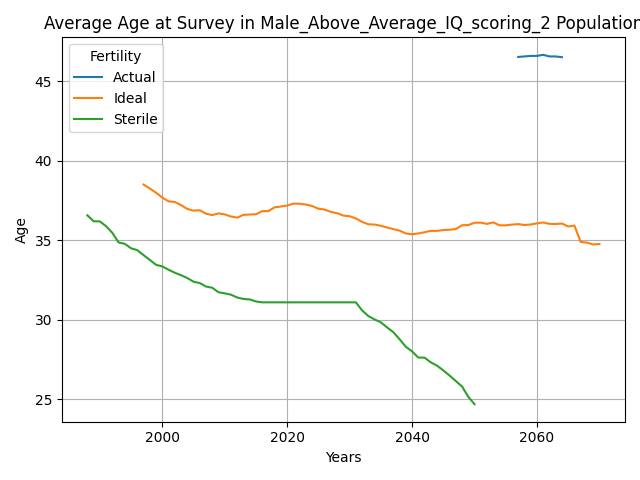 Average Age at Survey in Male_Above_Average_IQ_scoring_2 Population
Fertility
Actual
Ideal
Sterile
45
40
35
30
25
Age
2000 2020 2040 2060
Years